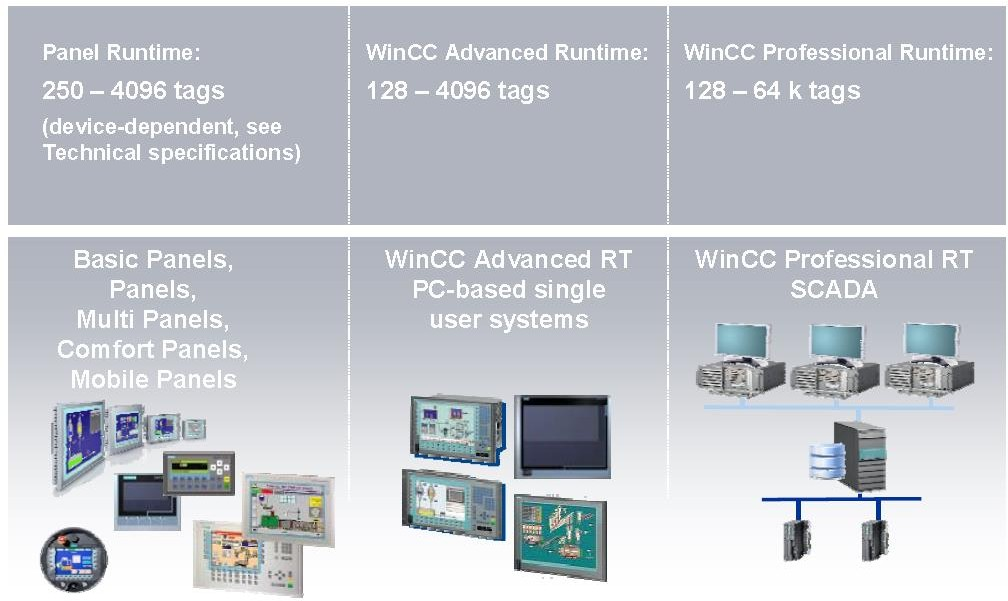 Panel Runtime:
250 – 4096 tags
(device-dependent, see
Technical specifications)
WinCC Advanced Runtime:
128 – 4096 tags
WinCC Professional Runtime:
128 – 64 k tags
Basic Panels,
Panels,
Multi Panels,
Comfort Panels,
Mobile Panels
WinCC Advanced RT
PC-based single
user systems
WinCC Professional RT
SCADA